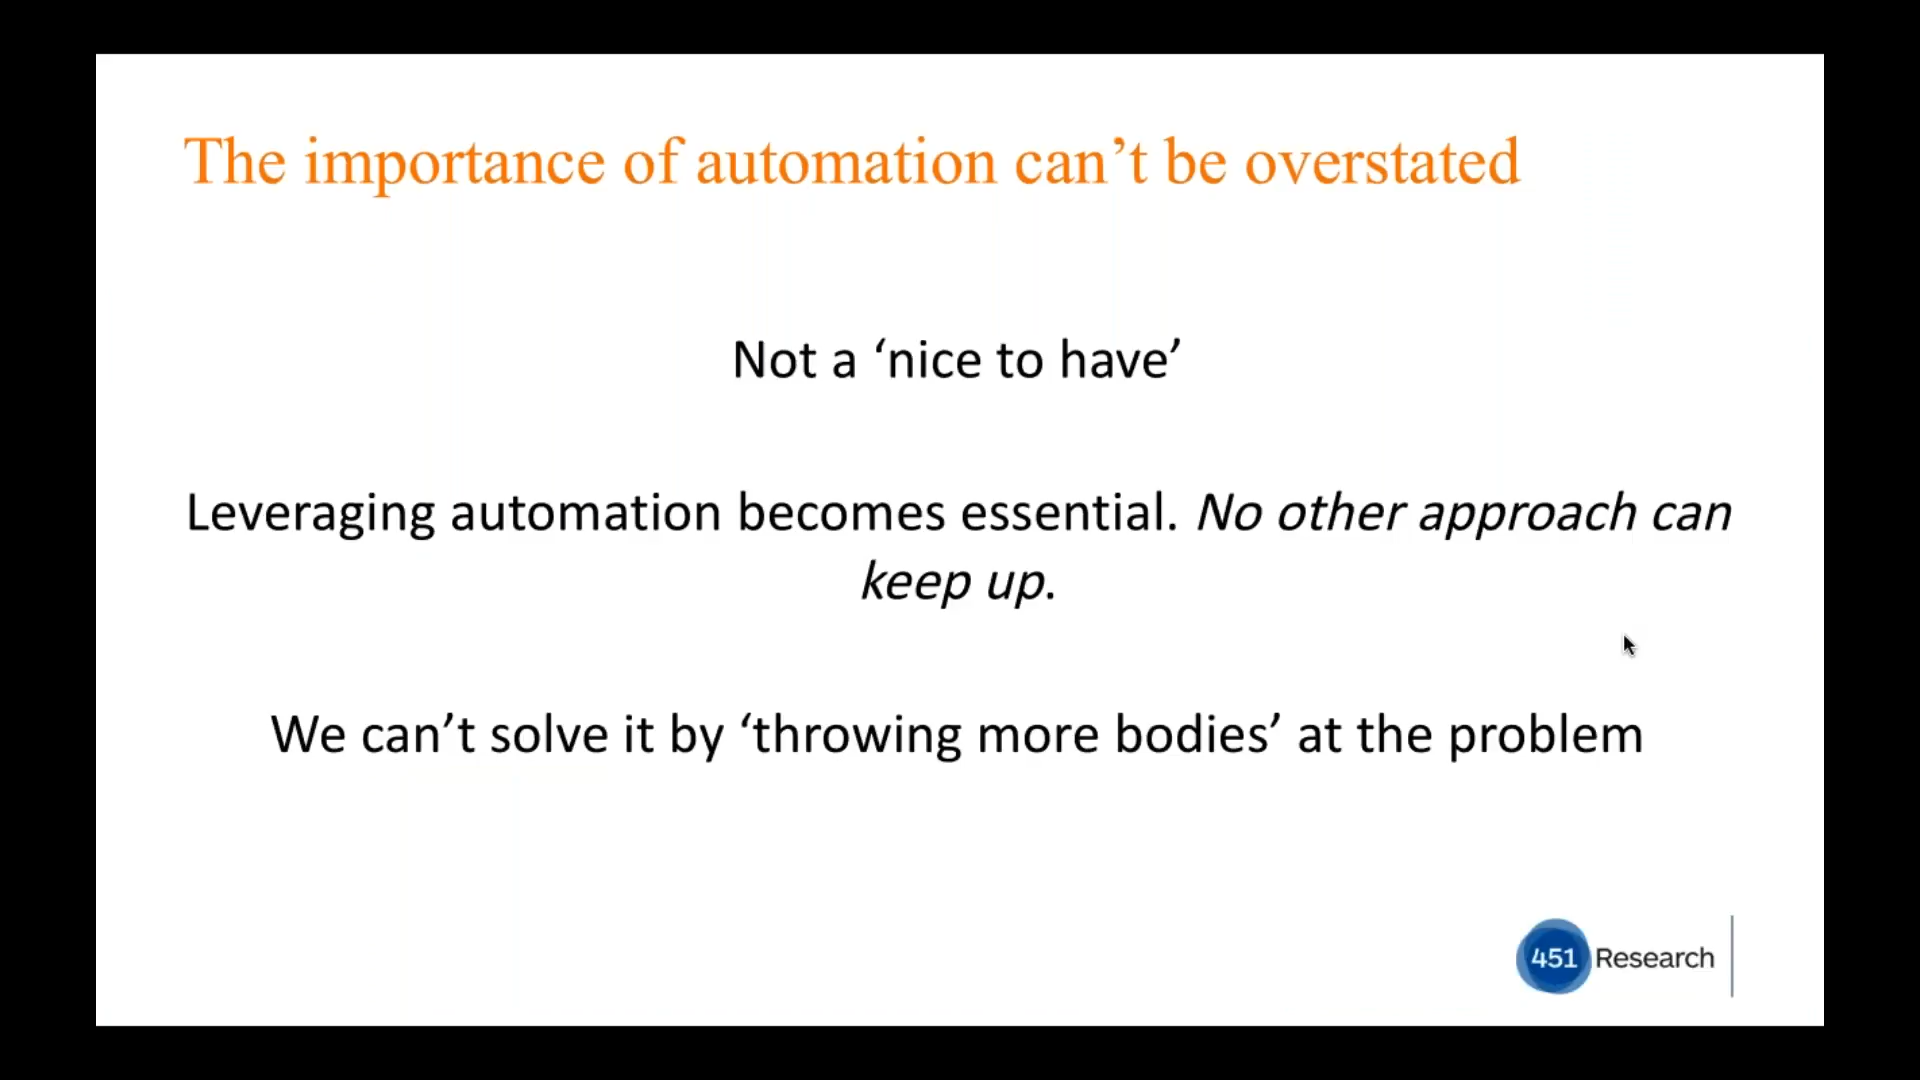 The importance of automation can’t be overstated
Not a ‘nice to have’
Leveraging automation becomes essential. No other approach can
keep up.
We can’t solve it by ‘throwing more bodies’ at the problem
451 Research